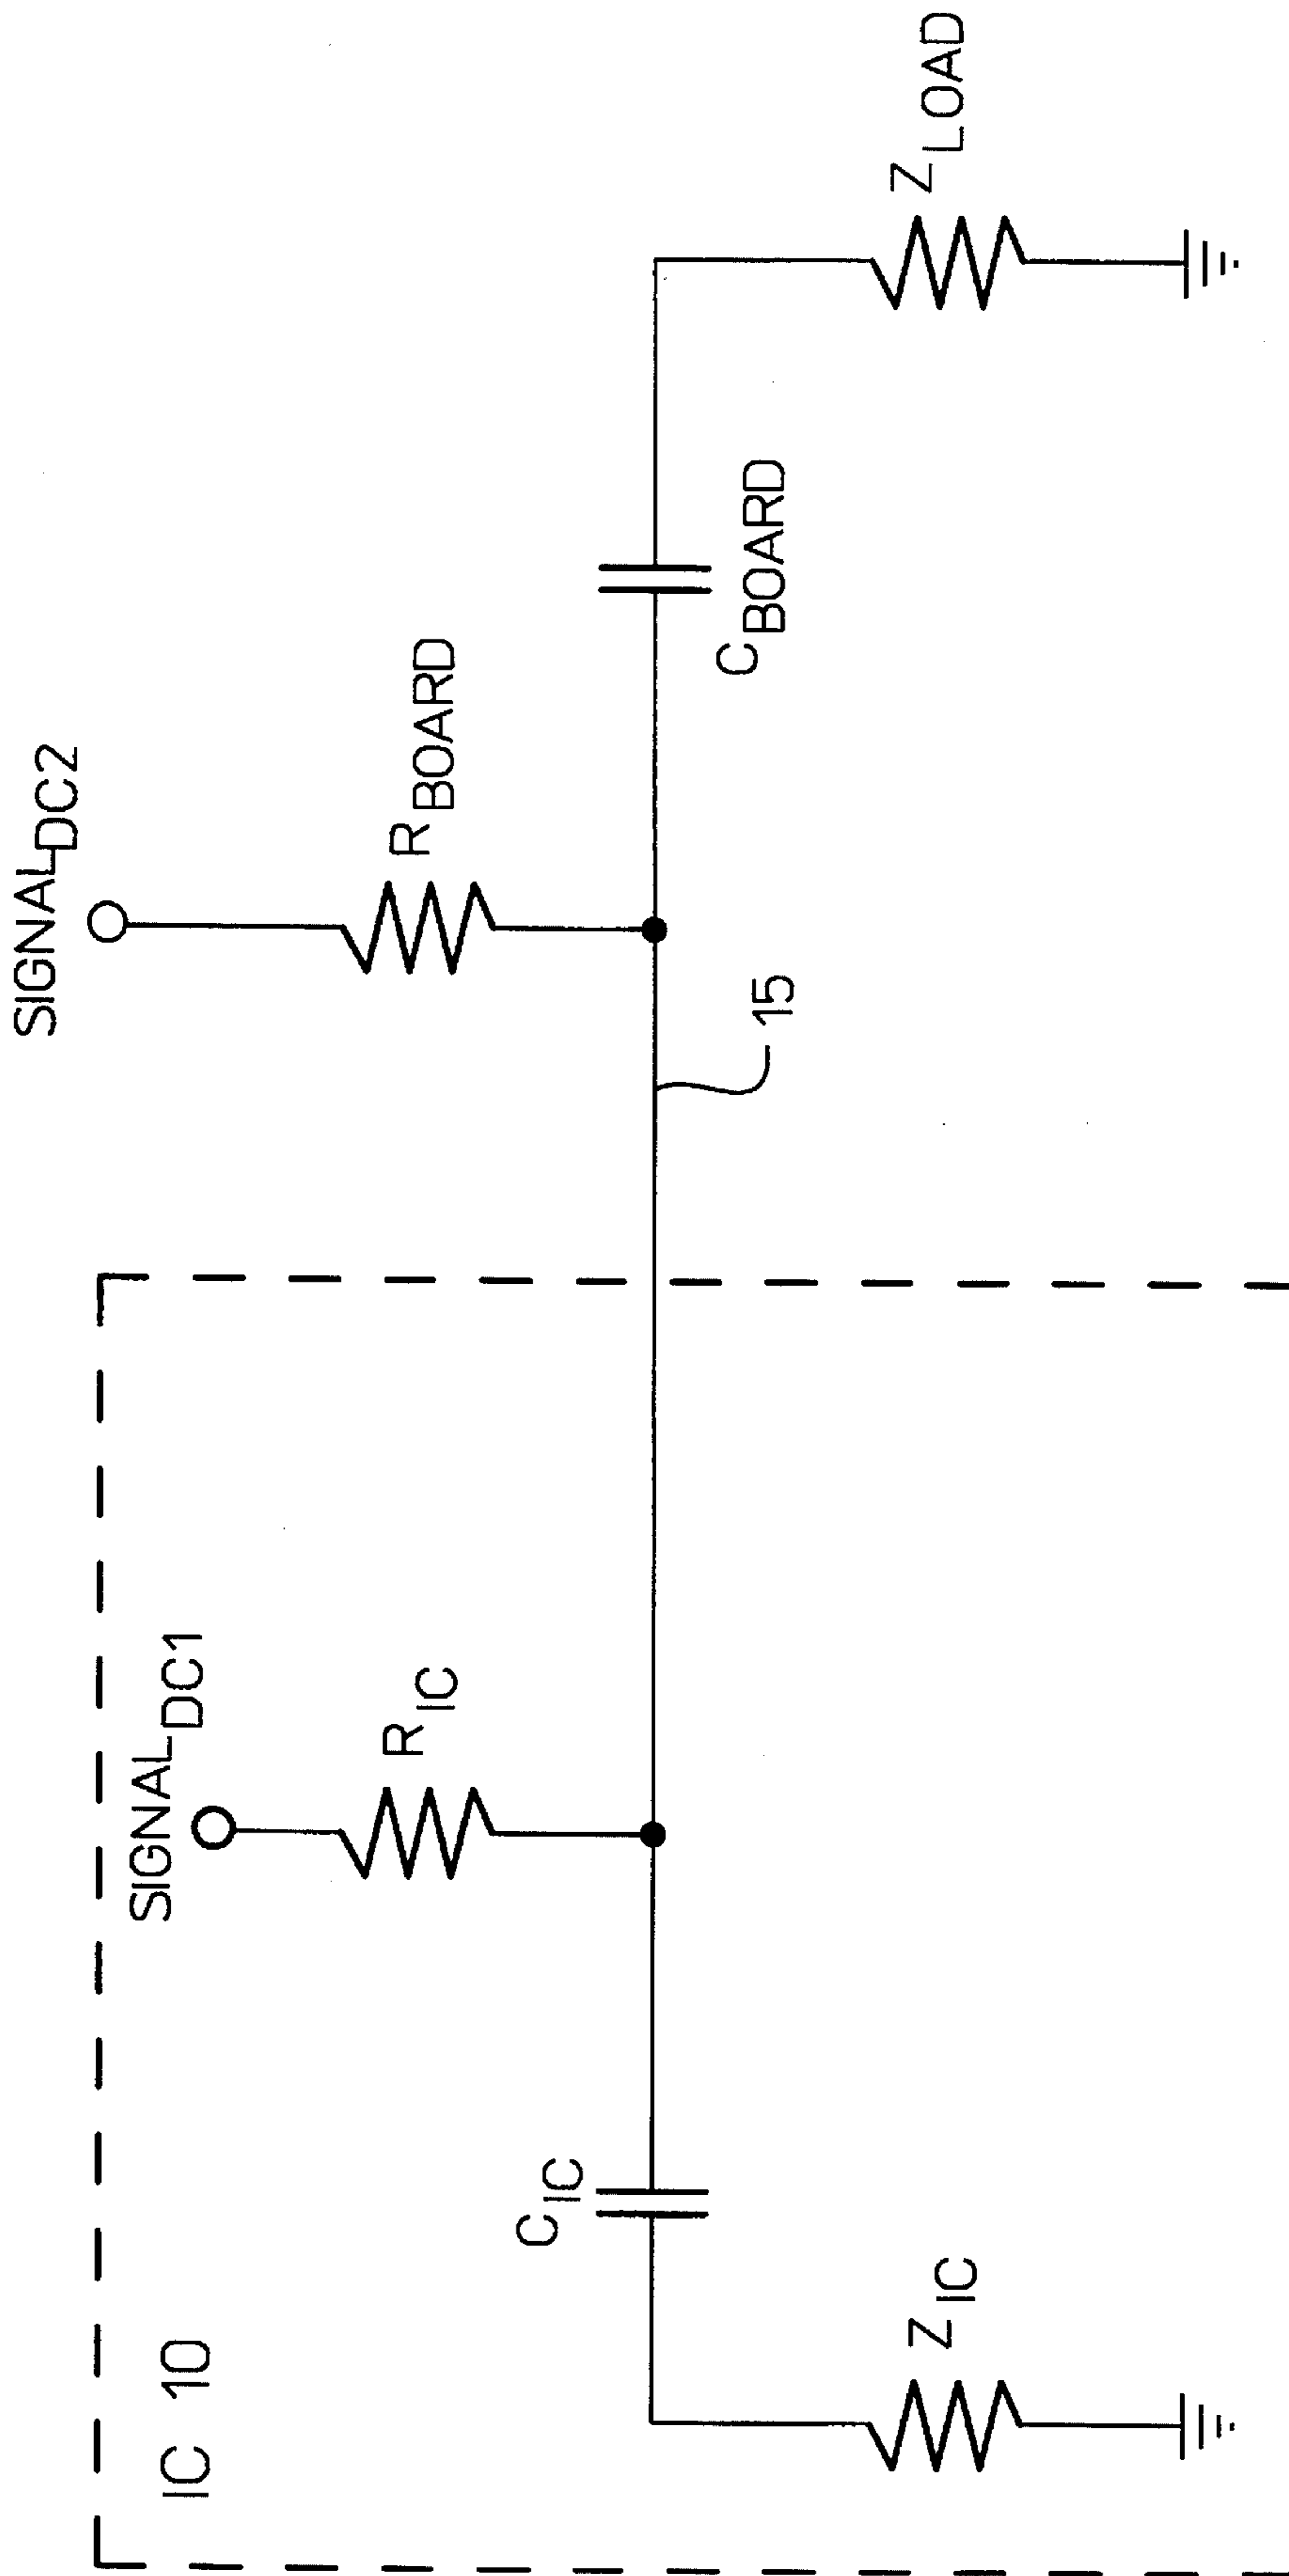 IC 10
SIGNAL_DC1
SIGNAL_DC2
R_IC
R_BOARD
C_IC
15
C_BOARD
Z_IC
Z_LOAD